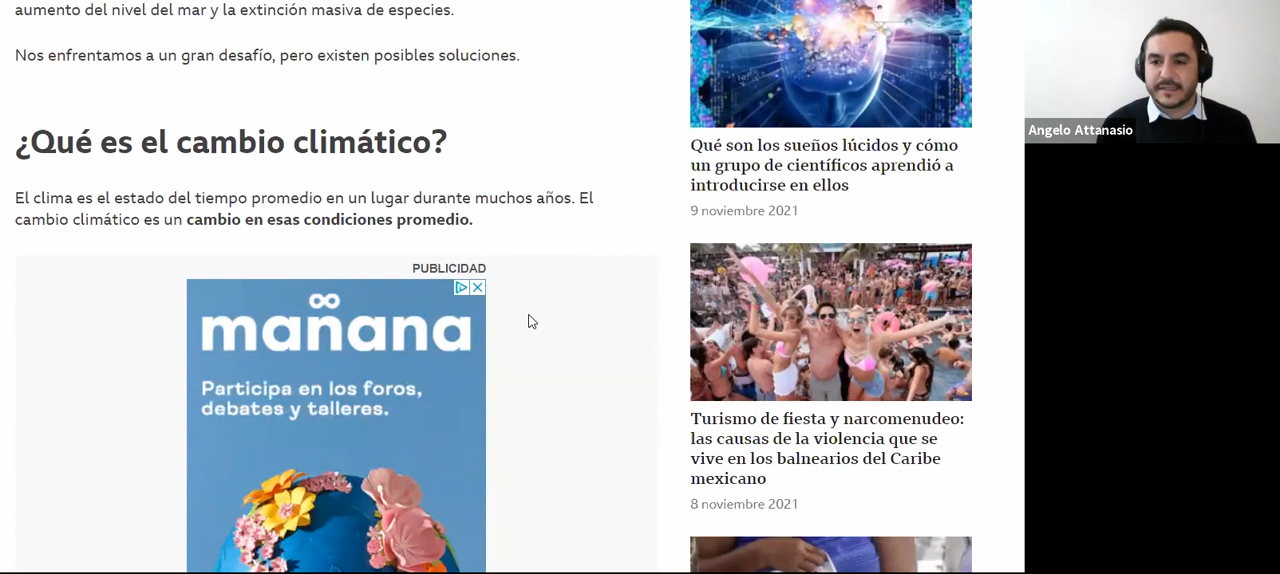 aumento del nivel del mar y la extinción masiva de especies.
Nos enfrentamos a un gran desafío, pero existen posibles soluciones.
¿Qué es el cambio climático?
El clima es el estado del tiempo promedio en un lugar durante muchos años. El
cambio climático es un cambio en esas condiciones promedio.
PUBLICIDAD
mañana
Participa en los foros,
debates y talleres.
Qué son los sueños lúcidos y cómo
un grupo de científicos aprendió a
introducirse en ellos
9 noviembre 2021
Turismo de fiesta y narcomenudeo:
las causas de la violencia que se
vive en los balnearios del Caribe
mexicano
8 noviembre 2021
Angelo Attanasio